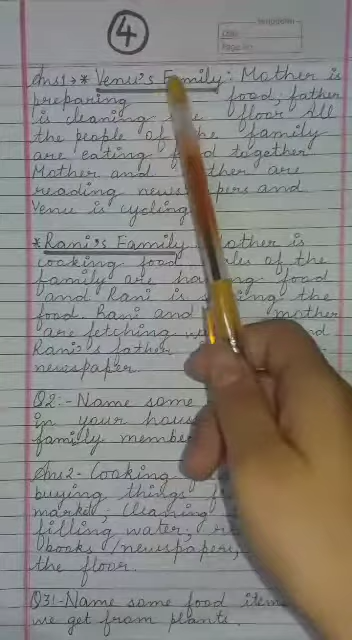 4
Date:
Page No:
Ans1→* Venu's Family: Mother is
preparing food; father
is cleaning the floor All
the people of the family
are eating food together
Mother and father are
reading newspapers and
Venu is cycling
*Rani's Family Mother is
cooking food of the
family are having food
and Rani is the
food. Rani and mother
are fetching
Rani's father
newspaper.
Q2:- Name some
in your
family
Ans2- Cooking
buying things
market; cleaning
filling water;
books/newspapers,
the floor.
Q3:-Name some food
we get from plants.